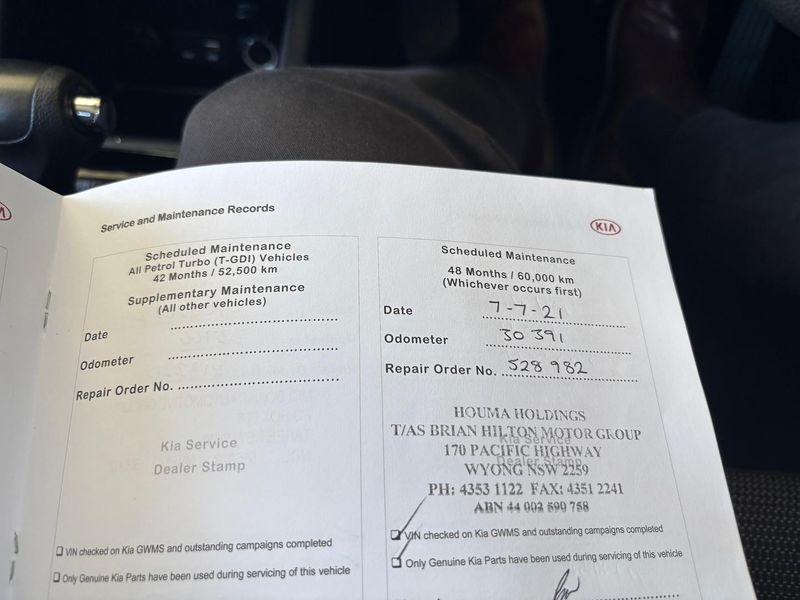 Service and Maintenance Records
KIA
Scheduled Maintenance
All Petrol Turbo (T-GDI) Vehicles
42 Months / 52,500 km
Supplementary Maintenance
(All other vehicles)
Date
Odometer
Repair Order No.
Kia Service
Dealer Stamp
VIN checked on Kia GWMS and outstanding campaigns completed
Only Genuine Kia Parts have been used during servicing of this vehicle
Scheduled Maintenance
48 Months / 60,000 km
(Whichever occurs first)
Date 7-7-21
Odometer 30 391
Repair Order No. 528 982
HOUMA HOLDINGS
T/AS BRIAN HILTON MOTOR GROUP
Kia Service
170 PACIFIC HIGHWAY
Dealer Stamp
WYONG NSW 2259
PH: 4353 1122 FAX: 4351 2241
ABN 44 002 590 758
VIN checked on Kia GWMS and outstanding campaigns completed
Only Genuine Kia Parts have been used during servicing of this vehicle